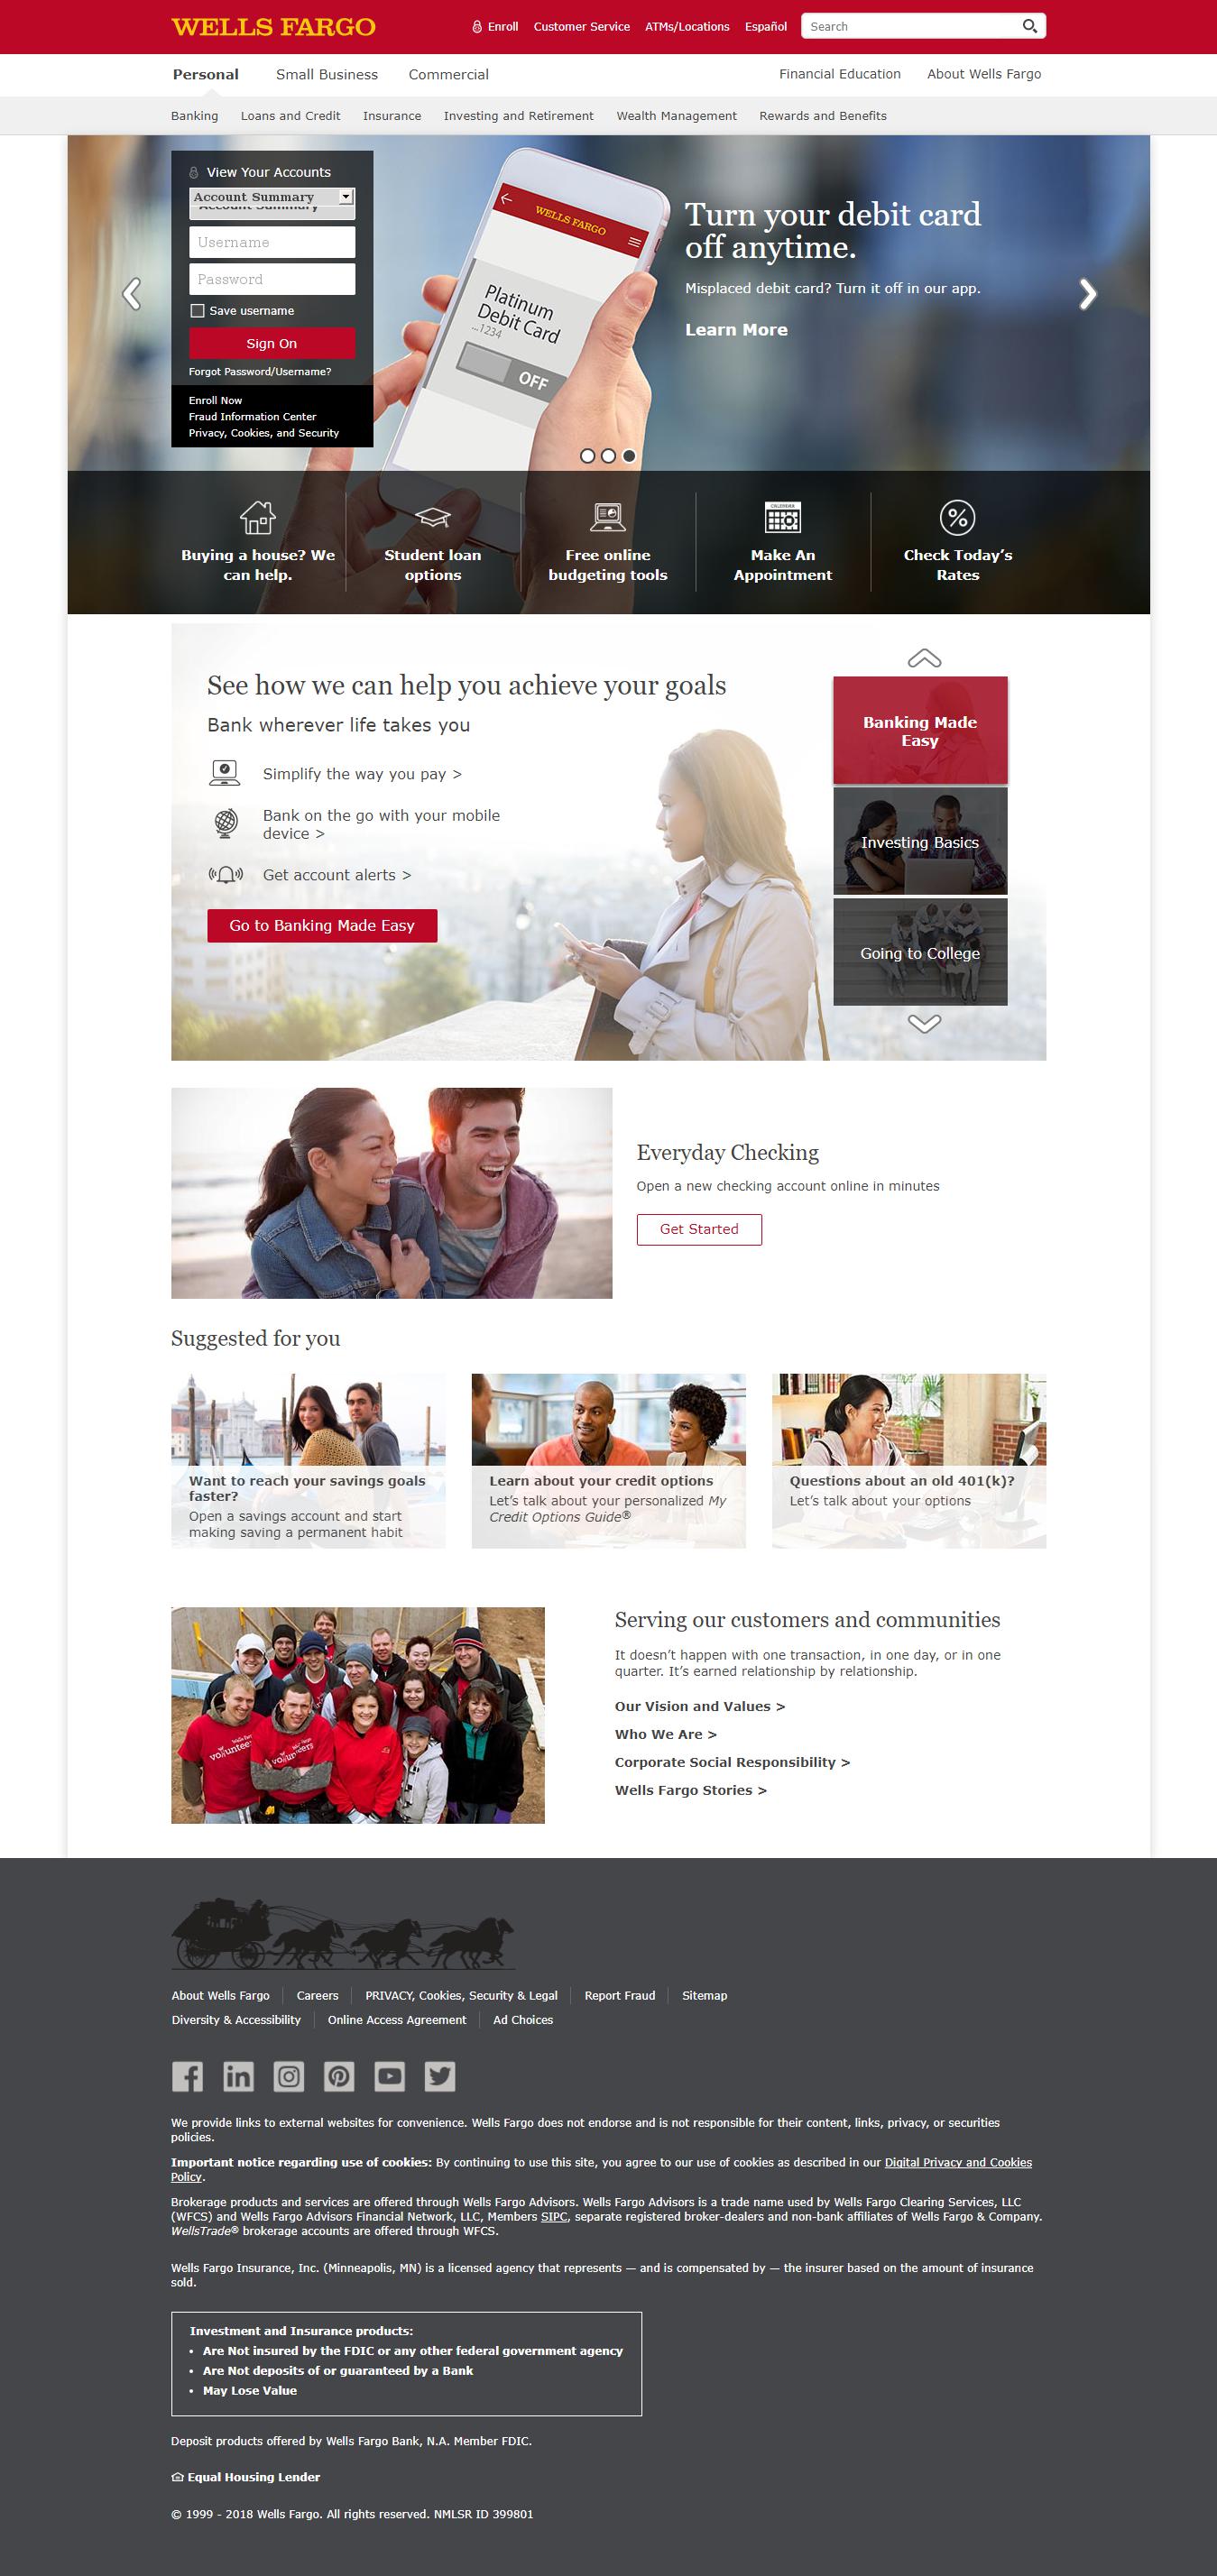 WELLS FARGO
Enroll
Customer Service
ATMs/Locations
Español
Search
Personal
Small Business
Commercial
Financial Education
About Wells Fargo
Banking
Loans and Credit
Insurance
Investing and Retirement
Wealth Management
Rewards and Benefits
View Your Accounts
Account Summary
Account Summary
Username
Password
Save username
Sign On
Forgot Password/Username?
Enroll Now
Fraud Information Center
Privacy, Cookies, and Security
WELLS FARGO
Platinum
Debit Card
...1234
OFF
Turn your debit card
off anytime.
Misplaced debit card? Turn it off in our app.
Learn More
Buying a house? We
can help.
Student loan
options
Free online
budgeting tools
CALENDAR
Make An
Appointment
Check Today’s
Rates
See how we can help you achieve your goals
Bank wherever life takes you
Simplify the way you pay >
Bank on the go with your mobile
device >
Get account alerts >
Go to Banking Made Easy
Banking Made
Easy
Investing Basics
Going to College
Everyday Checking
Open a new checking account online in minutes
Get Started
Suggested for you
Want to reach your savings goals
faster?
Open a savings account and start
making saving a permanent habit
Learn about your credit options
Let’s talk about your personalized My
Credit Options Guide®
Questions about an old 401(k)?
Let’s talk about your options
Wells Fargo
volunteers
volunteers
Serving our customers and communities
It doesn’t happen with one transaction, in one day, or in one
quarter. It’s earned relationship by relationship.
Our Vision and Values >
Who We Are >
Corporate Social Responsibility >
Wells Fargo Stories >
About Wells Fargo
Careers
PRIVACY, Cookies, Security & Legal
Report Fraud
Sitemap
Diversity & Accessibility
Online Access Agreement
Ad Choices
We provide links to external websites for convenience. Wells Fargo does not endorse and is not responsible for their content, links, privacy, or securities
policies.
Important notice regarding use of cookies: By continuing to use this site, you agree to our use of cookies as described in our Digital Privacy and Cookies
Policy.
Brokerage products and services are offered through Wells Fargo Advisors. Wells Fargo Advisors is a trade name used by Wells Fargo Clearing Services, LLC
(WFCS) and Wells Fargo Advisors Financial Network, LLC, Members SIPC, separate registered broker-dealers and non-bank affiliates of Wells Fargo & Company.
WellsTrade® brokerage accounts are offered through WFCS.
Wells Fargo Insurance, Inc. (Minneapolis, MN) is a licensed agency that represents — and is compensated by — the insurer based on the amount of insurance
sold.
Investment and Insurance products:
• Are Not insured by the FDIC or any other federal government agency
• Are Not deposits of or guaranteed by a Bank
• May Lose Value
Deposit products offered by Wells Fargo Bank, N.A. Member FDIC.
Equal Housing Lender
© 1999 - 2018 Wells Fargo. All rights reserved. NMLSR ID 399801